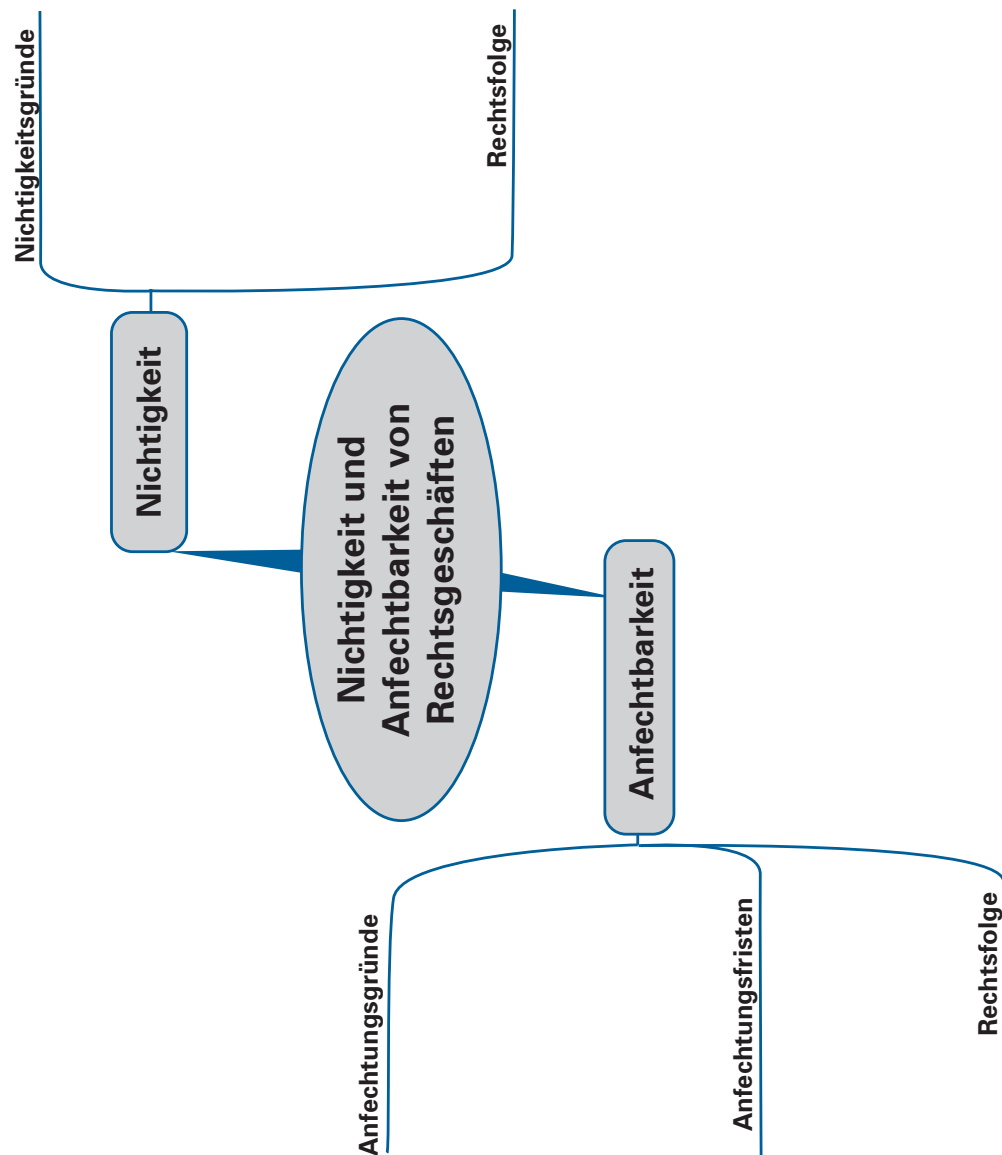 Nichtigkeitsgründe
Rechtsfolge
Nichtigkeit
Nichtigkeit und
Anfechtbarkeit von
Rechtsgeschäften
Anfechtbarkeit
Anfechtungsgründe
Anfechtungsfristen
Rechtsfolge